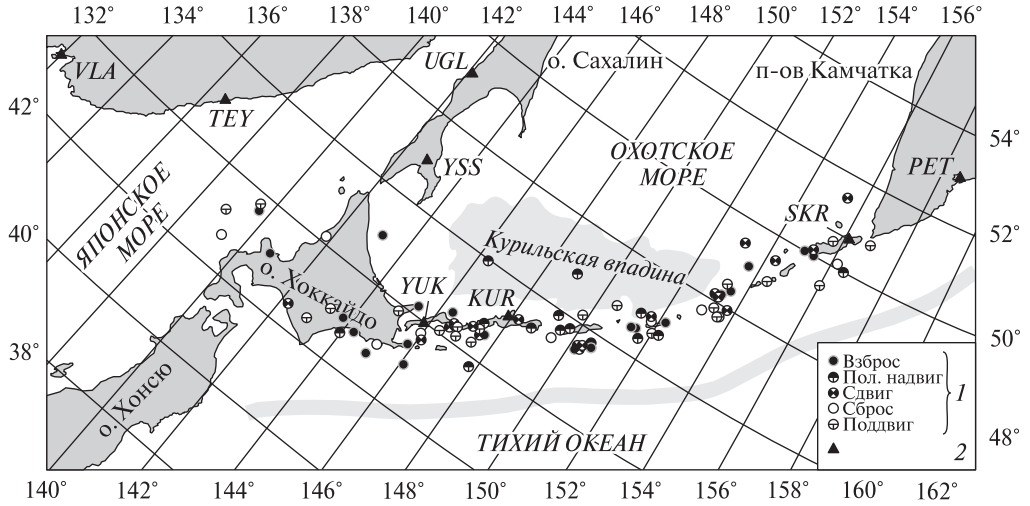 132° 134° 136° 138° 140° 142° 144° 146° 148° 150° 152° 154° 156°
VLA
TEY
UGL
о. Сахалин
п-ов Камчатка
42°
54°
YSS
ОХОТСКОЕ
МОРЕ
PET
ЯПОНСКОЕ
МОРЕ
SKR
40°
52°
Курильская впадина
о. Хоккайдо
YUK
KUR
38°
50°
о. Хонсю
Взброс
Пол. надвиг
Сдвиг
Сброс
Поддвиг
1
2
ТИХИЙ ОКЕАН
48°
140° 142° 144° 146° 148° 150° 152° 154° 156° 158° 160° 162°